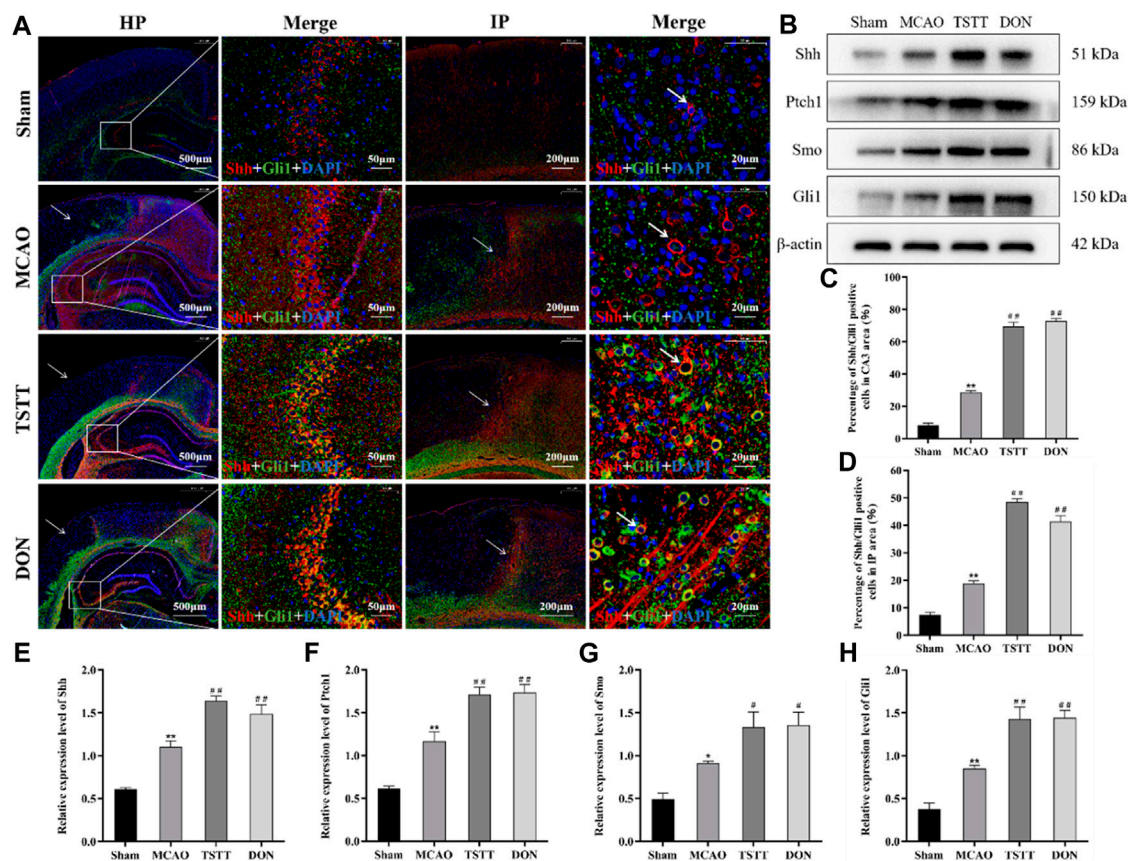 A
HP
Merge
IP
Merge
Sham
500μm
Shh+Gli1+DAPI
50μm
200μm
Shh+Gli1+DAPI
20μm
MCAO
500μm
Shh+Gli1+DAPI
50μm
200μm
Shh+Gli1+DAPI
20μm
TSTT
500μm
Shh+Gli1+DAPI
50μm
200μm
Shh+Gli1+DAPI
20μm
DON
500μm
Shh+Gli1+DAPI
50μm
200μm
Shh+Gli1+DAPI
20μm
B
Sham MCAO TSTT DON
Shh 51 kDa
Ptch1 159 kDa
Smo 86 kDa
Gli1 150 kDa
β-actin 42 kDa
C
Percentage of Shh/Glli1 positive
cells in CA3 area (%)
100
80
60
40
20
0
**
##
##
Sham MCAO TSTT DON
D
Percentage of Shh/Glli1 positive
cells in IP area (%)
60
50
40
30
20
10
0
**
##
##
Sham MCAO TSTT DON
E
Relative expression level of Shh
2.0
1.5
1.0
0.5
0.0
**
##
##
Sham MCAO TSTT DON
F
Relative expression level of Ptch1
2.0
1.5
1.0
0.5
0.0
**
##
##
Sham MCAO TSTT DON
G
Relative expression level of Smo
2.0
1.5
1.0
0.5
0.0
*
#
#
Sham MCAO TSTT DON
H
Relative expression level of Gli1
2.0
1.5
1.0
0.5
0.0
**
##
##
Sham MCAO TSTT DON